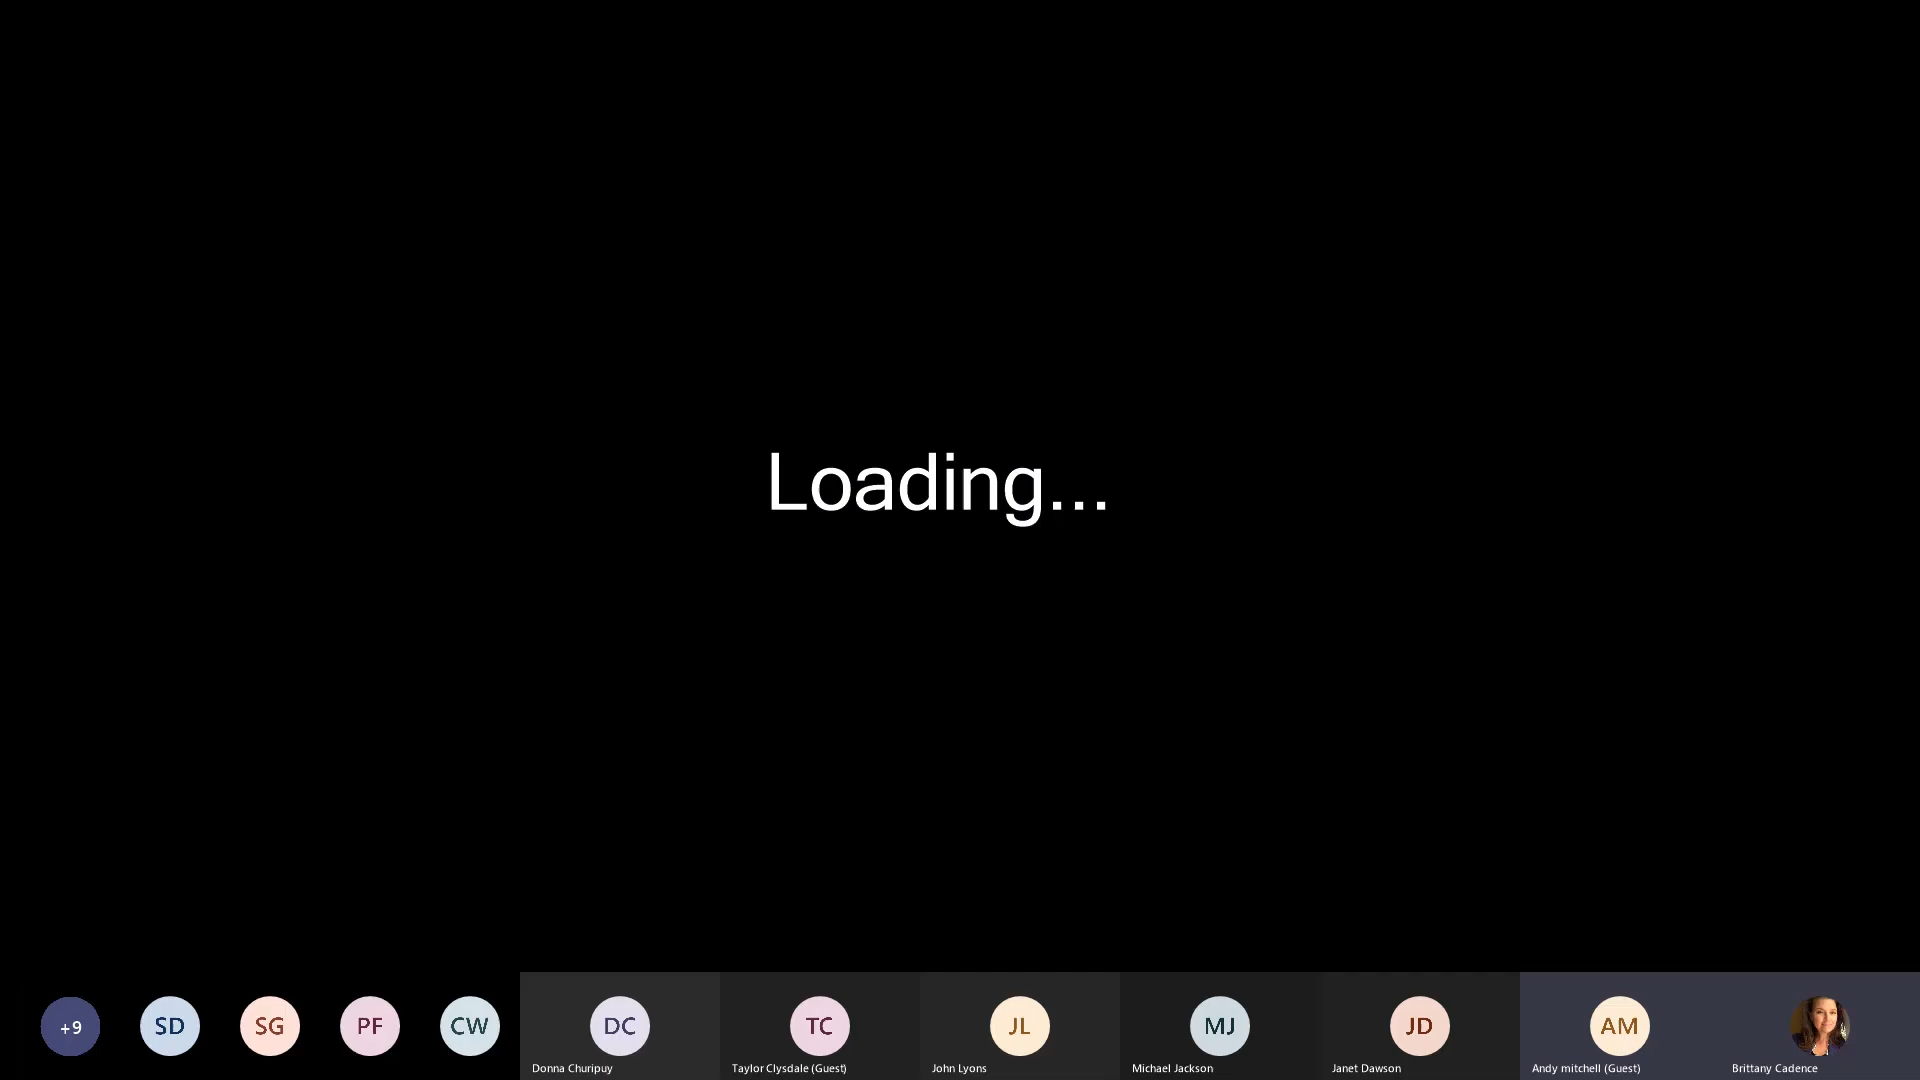 Loading...
+9
SD
SG
PF
CW
DC
TC
JL
MJ
JD
AM
Donna Churipuy
Taylor Clysdale (Guest)
John Lyons
Michael Jackson
Janet Dawson
Andy mitchell (Guest)
Brittany Cadence